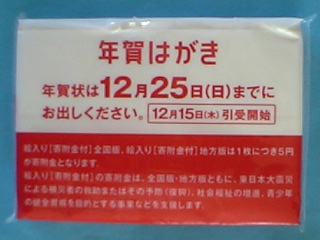 年賀はがき
年賀状は12月25日(日)までに
お出しください。 12月15日(木)引受開始
絵入り[寄附金付]全国版、絵入り[寄附金付]地方版は1枚につき5円
が寄附金となります。
絵入り[寄附金付]の寄附金は、全国版・地方版ともに、東日本大震災
による被災者の救助またはその予防(復興)、社会福祉の増進、青少年
の健全育成を目的とする事業などを支援します。